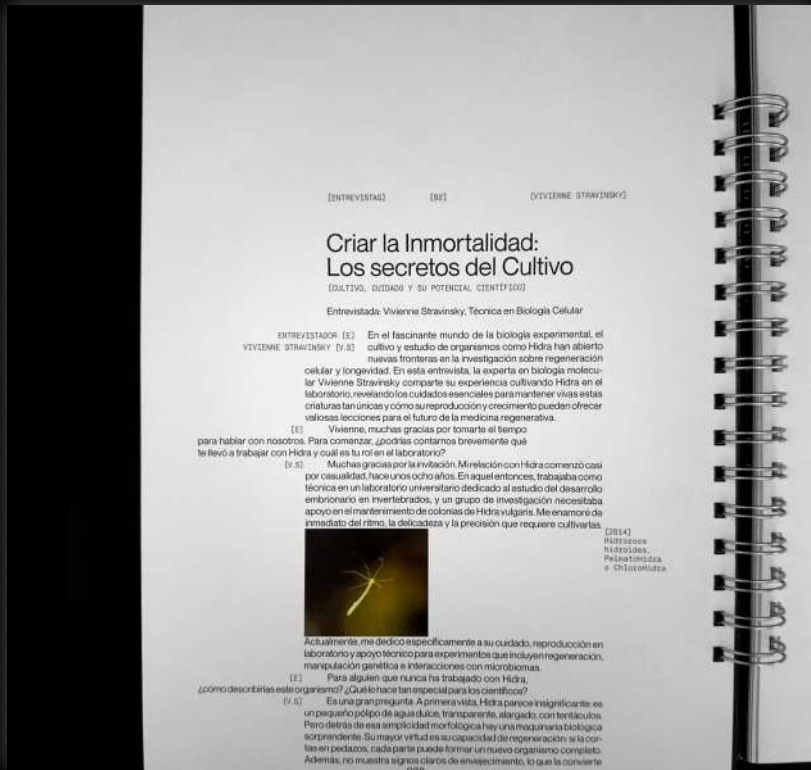 [ENTREVISTAS] [02] [VIVIENNE STRAVINSKY]
Criar la Inmortalidad:
Los secretos del Cultivo
[CULTIVO, CUIDADO Y SU POTENCIAL CIENTÍFICO]
Entrevistada: Vivienne Stravinsky, Técnica en Biología Celular
ENTREVISTADOR [E] En el fascinante mundo de la biología experimental, el
VIVIENNE STRAVINSKY [V.S] cultivo y estudio de organismos como Hidra han abierto
nuevas fronteras en la investigación sobre regeneración
celular y longevidad. En esta entrevista, la experta en biología molecu-
lar Vivienne Stravinsky comparte su experiencia cultivando Hidra en el
laboratorio, revelando los cuidados esenciales para mantener vivas estas
criaturas tan únicas y cómo su reproducción y crecimiento pueden ofrecer
valiosas lecciones para el futuro de la medicina regenerativa.
[E] Vivienne, muchas gracias por tomarte el tiempo
para hablar con nosotros. Para comenzar, ¿podrías contarnos brevemente qué
te llevó a trabajar con Hidra y cuál es tu rol en el laboratorio?
[V.S] Muchas gracias por la invitación. Mi relación con Hidra comenzó casi
por casualidad, hace unos ocho años. En aquel entonces, trabajaba como
técnica en un laboratorio universitario dedicado al estudio del desarrollo
embrionario en invertebrados, y un grupo de investigación necesitaba
apoyo en el mantenimiento de colonias de Hidra vulgaris. Me enamoré de
inmediato del ritmo, la delicadeza y la precisión que requiere cultivarlas.
[2014]
Hidrozoos
hidroides,
Pelmatohidra
o Chlorohidra
Actualmente, me dedico específicamente a su cuidado, reproducción en
laboratorio y apoyo técnico para experimentos que incluyen regeneración,
manipulación genética e interacciones con microbiomas.
[E] Para alguien que nunca ha trabajado con Hidra,
¿cómo describirías este organismo? ¿Qué lo hace tan especial para los científicos?
[V.S] Es una gran pregunta. A primera vista, Hidra parece insignificante: es
un pequeño pólipo de agua dulce, transparente, alargado, con tentáculos.
Pero detrás de esa simplicidad morfológica hay una maquinaria biológica
sorprendente. Su mayor virtud es su capacidad de regeneración: si la cor-
tas en pedazos, cada parte puede formar un nuevo organismo completo.
Además, no muestra signos claros de envejecimiento, lo que la convierte